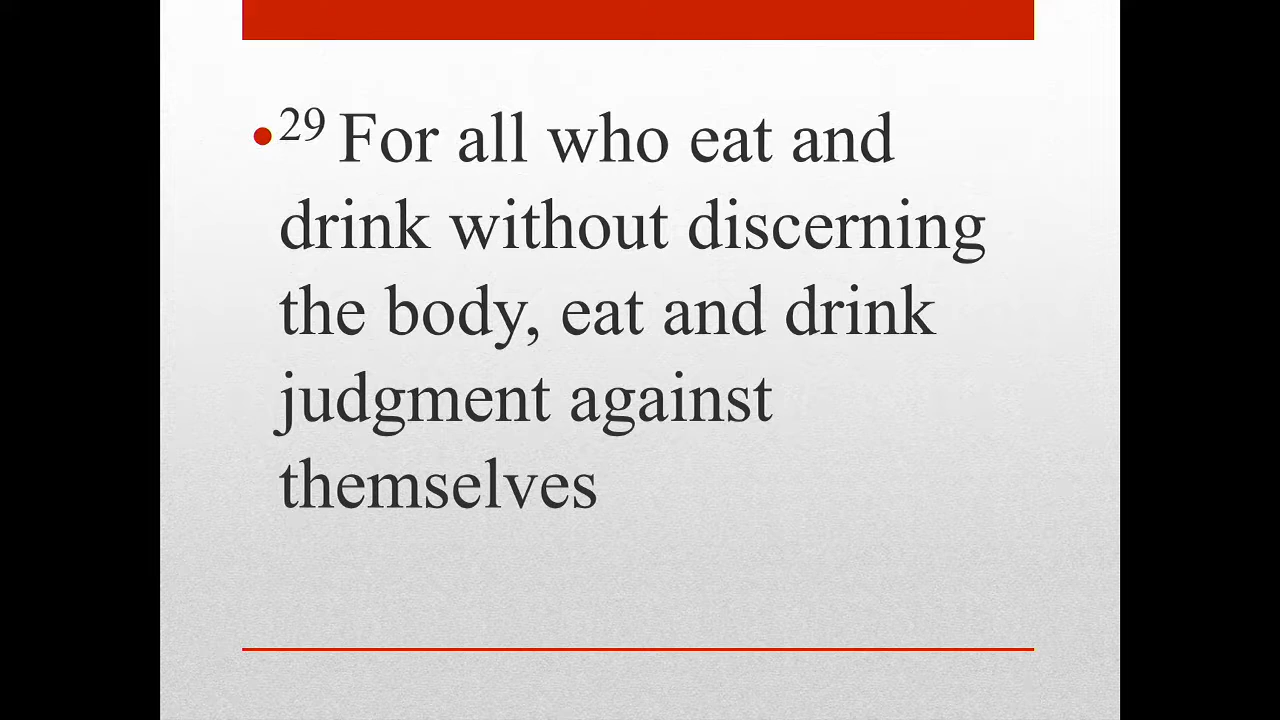 •²⁹ For all who eat and
drink without discerning
the body, eat and drink
judgment against
themselves